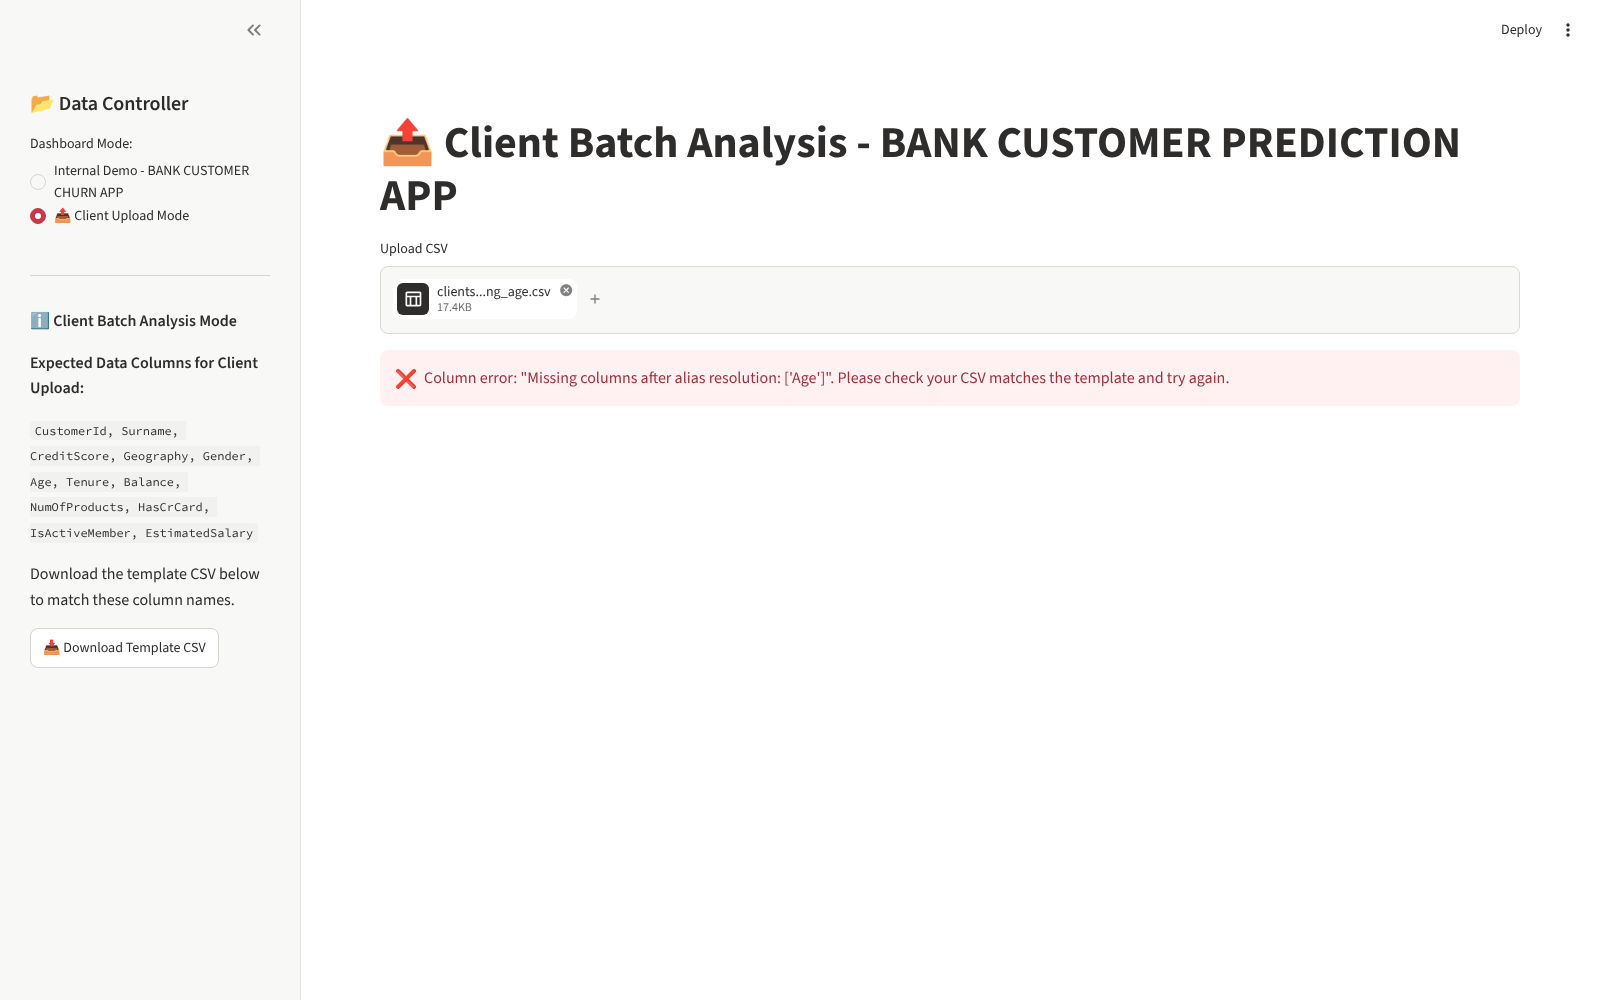 Data Controller
Dashboard Mode:
Internal Demo - BANK CUSTOMER
CHURN APP
Client Upload Mode
Client Batch Analysis Mode
Expected Data Columns for Client
Upload:
CustomerId, Surname,
CreditScore, Geography, Gender,
Age, Tenure, Balance,
NumOfProducts, HasCrCard,
IsActiveMember, EstimatedSalary
Download the template CSV below
to match these column names.
Download Template CSV
Deploy
Client Batch Analysis - BANK CUSTOMER PREDICTION
APP
Upload CSV
clients...ng_age.csv
17.4KB
Column error: "Missing columns after alias resolution: ['Age']". Please check your CSV matches the template and try again.